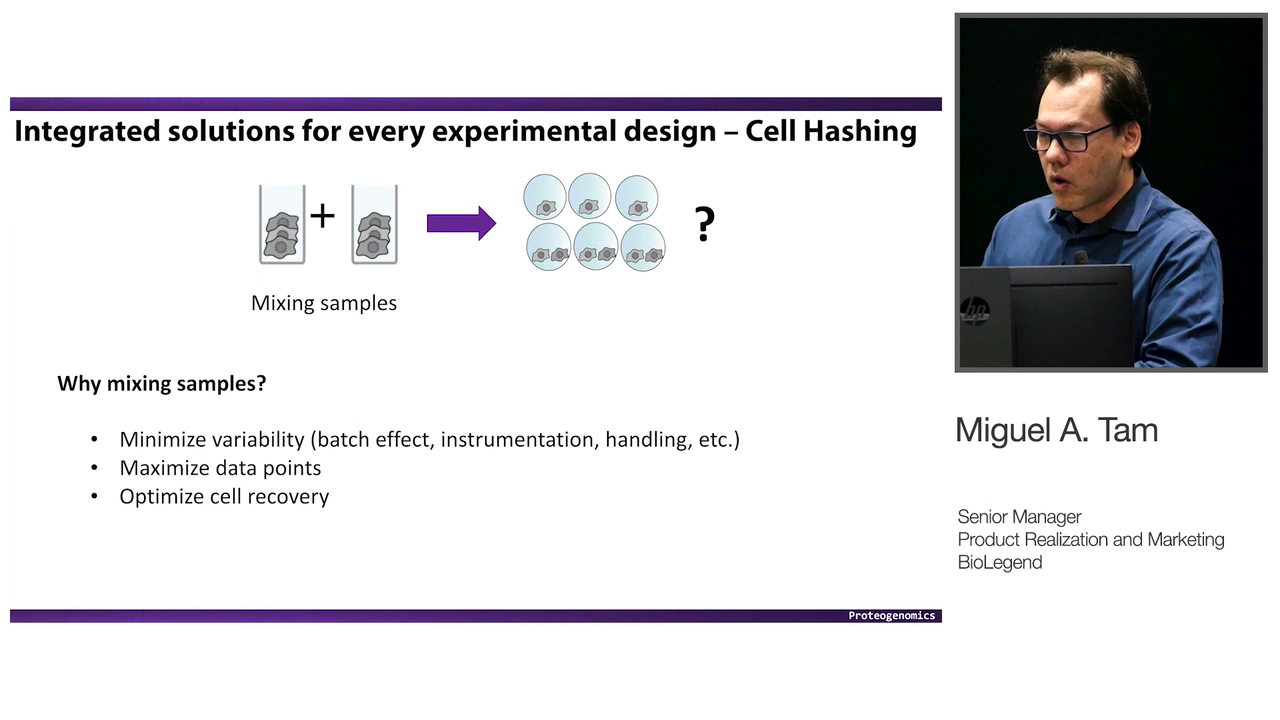 Integrated solutions for every experimental design – Cell Hashing
+
?
Mixing samples
Why mixing samples?
• Minimize variability (batch effect, instrumentation, handling, etc.)
• Maximize data points
• Optimize cell recovery
Proteogenomics
hp
Miguel A. Tam
Senior Manager
Product Realization and Marketing
BioLegend